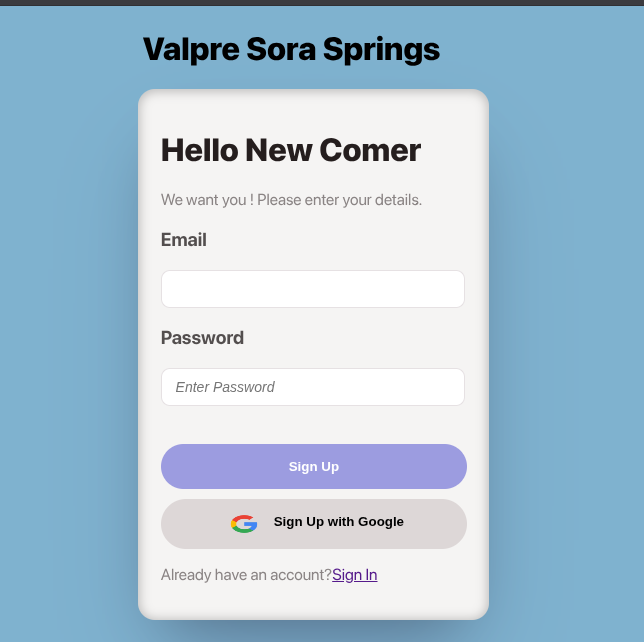 Valpre Sora Springs
Hello New Comer
We want you ! Please enter your details.
Email
Password
Enter Password
Sign Up
Sign Up with Google
Already have an account?Sign In